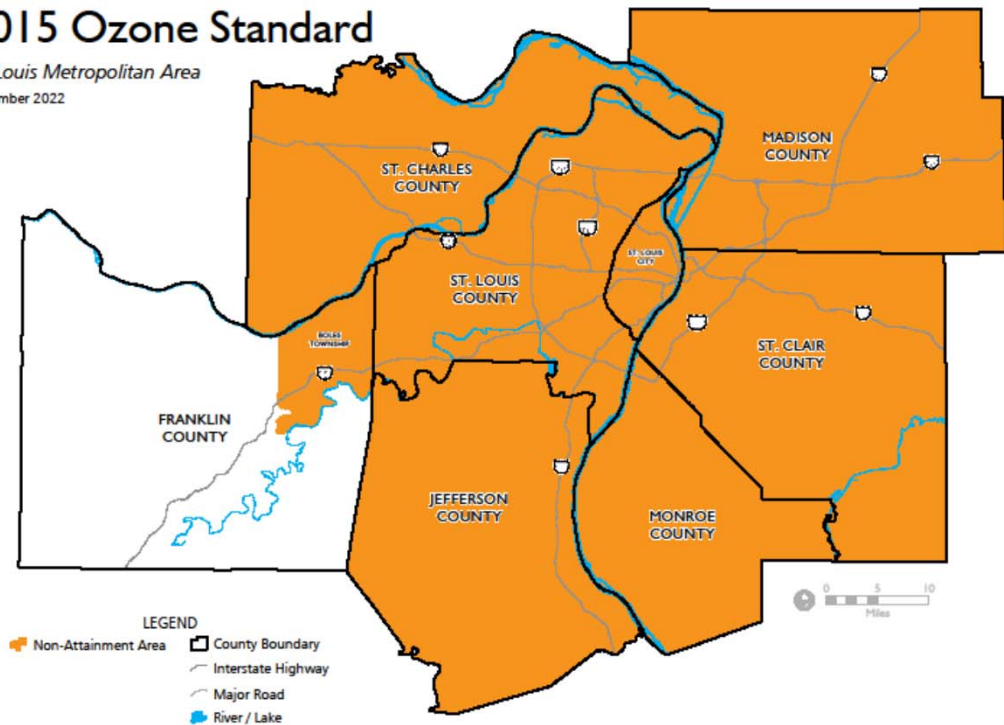 015 Ozone Standard
Louis Metropolitan Area
mber 2022
MADISON
COUNTY
ST. CHARLES
COUNTY
ST. LOUIS
CITY
ST. LOUIS
COUNTY
BOLES
TOWNSHIP
ST. CLAIR
COUNTY
FRANKLIN
COUNTY
JEFFERSON
COUNTY
MONROE
COUNTY
0 5 10
Miles
LEGEND
Non-Attainment Area
County Boundary
Interstate Highway
Major Road
River / Lake